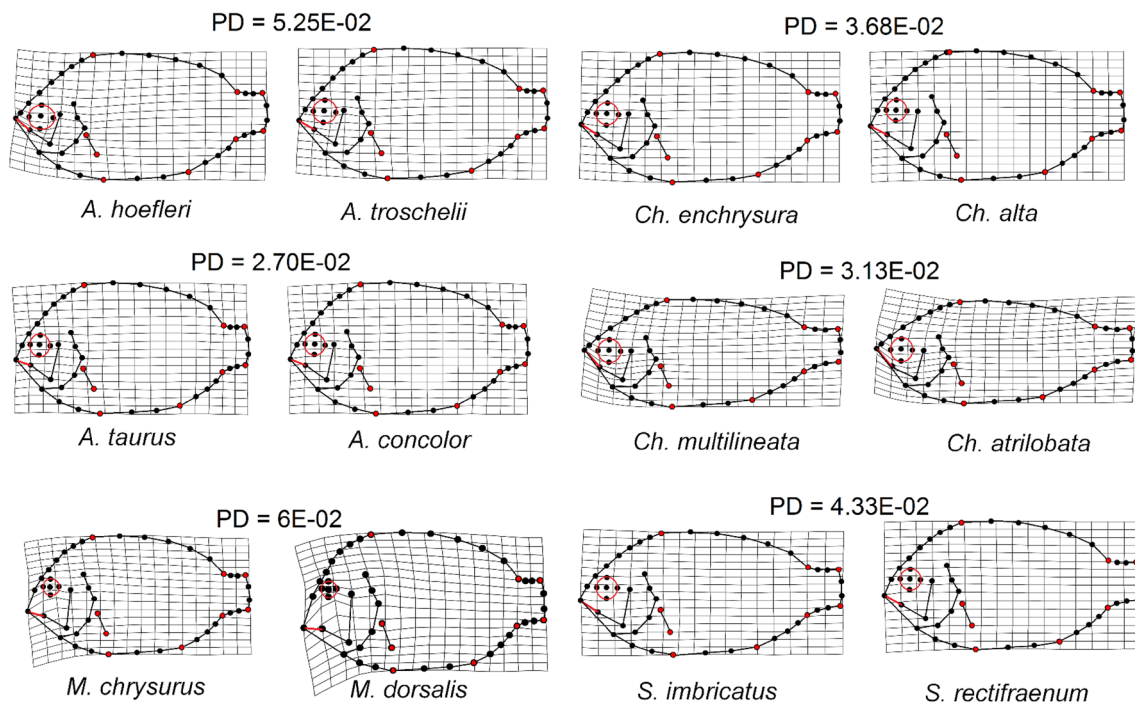 PD = 5.25E-02
PD = 3.68E-02
A. hoefleri
A. troschelii
Ch. enchrysura
Ch. alta
PD = 2.70E-02
PD = 3.13E-02
A. taurus
A. concolor
Ch. multilineata
Ch. atrilobata
PD = 6E-02
PD = 4.33E-02
M. chrysurus
M. dorsalis
S. imbricatus
S. rectifraenum